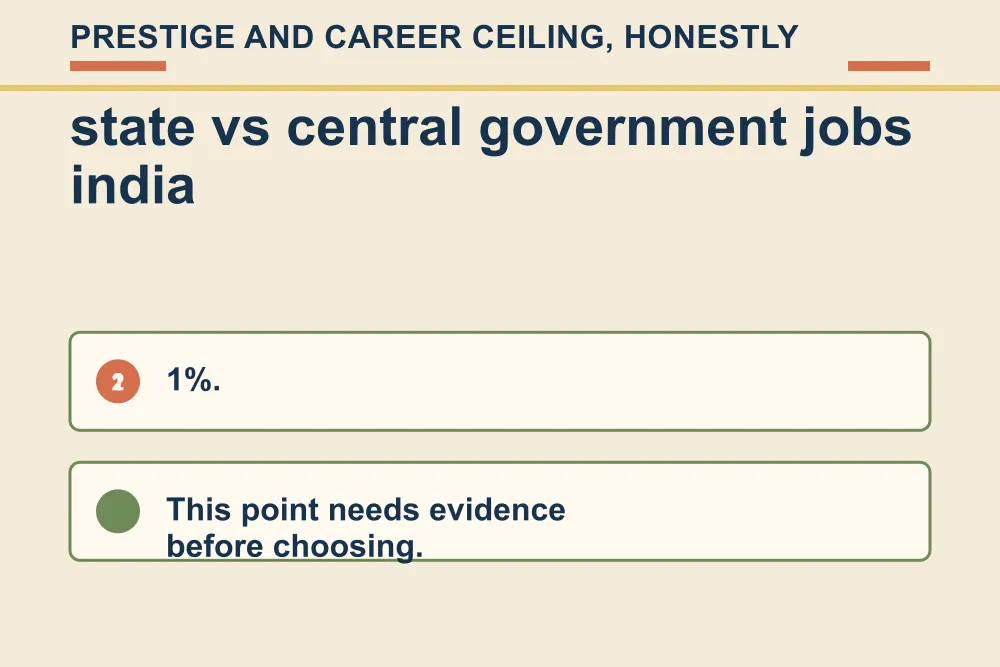 PRESTIGE AND CAREER CEILING, HONESTLY
state vs central government jobs
india
2 1%.
This point needs evidence
before choosing.